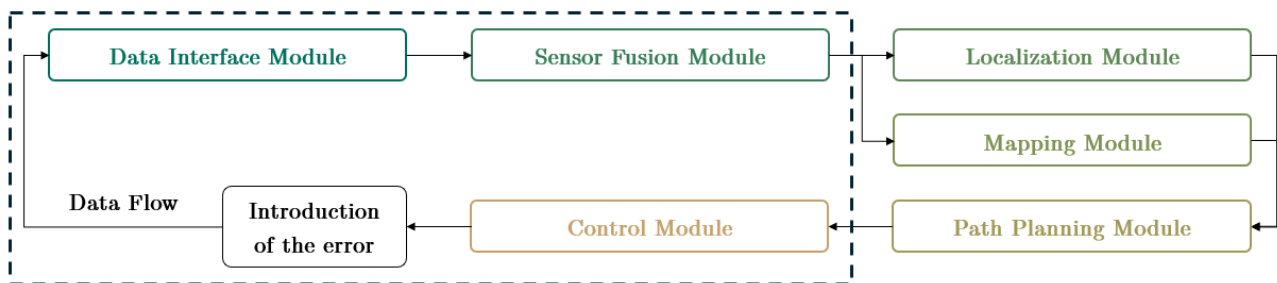 Data Interface Module
Sensor Fusion Module
Localization Module
Mapping Module
Data Flow
Introduction
of the error
Control Module
Path Planning Module